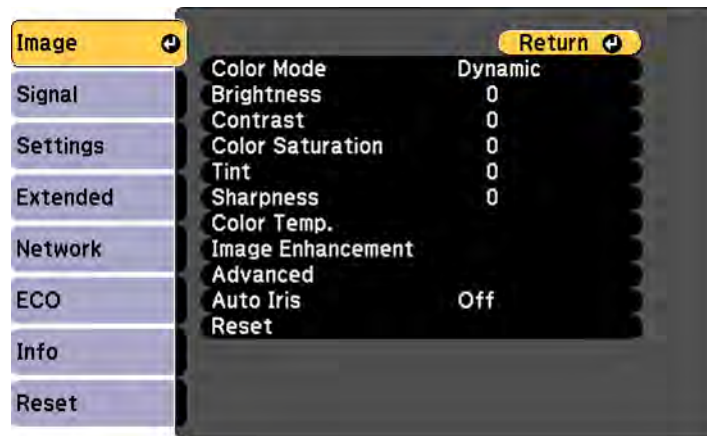 Image
Signal
Settings
Extended
Network
ECO
Info
Reset
Return
Color Mode Dynamic
Brightness 0
Contrast 0
Color Saturation 0
Tint 0
Sharpness 0
Color Temp.
Image Enhancement
Advanced
Auto Iris Off
Reset